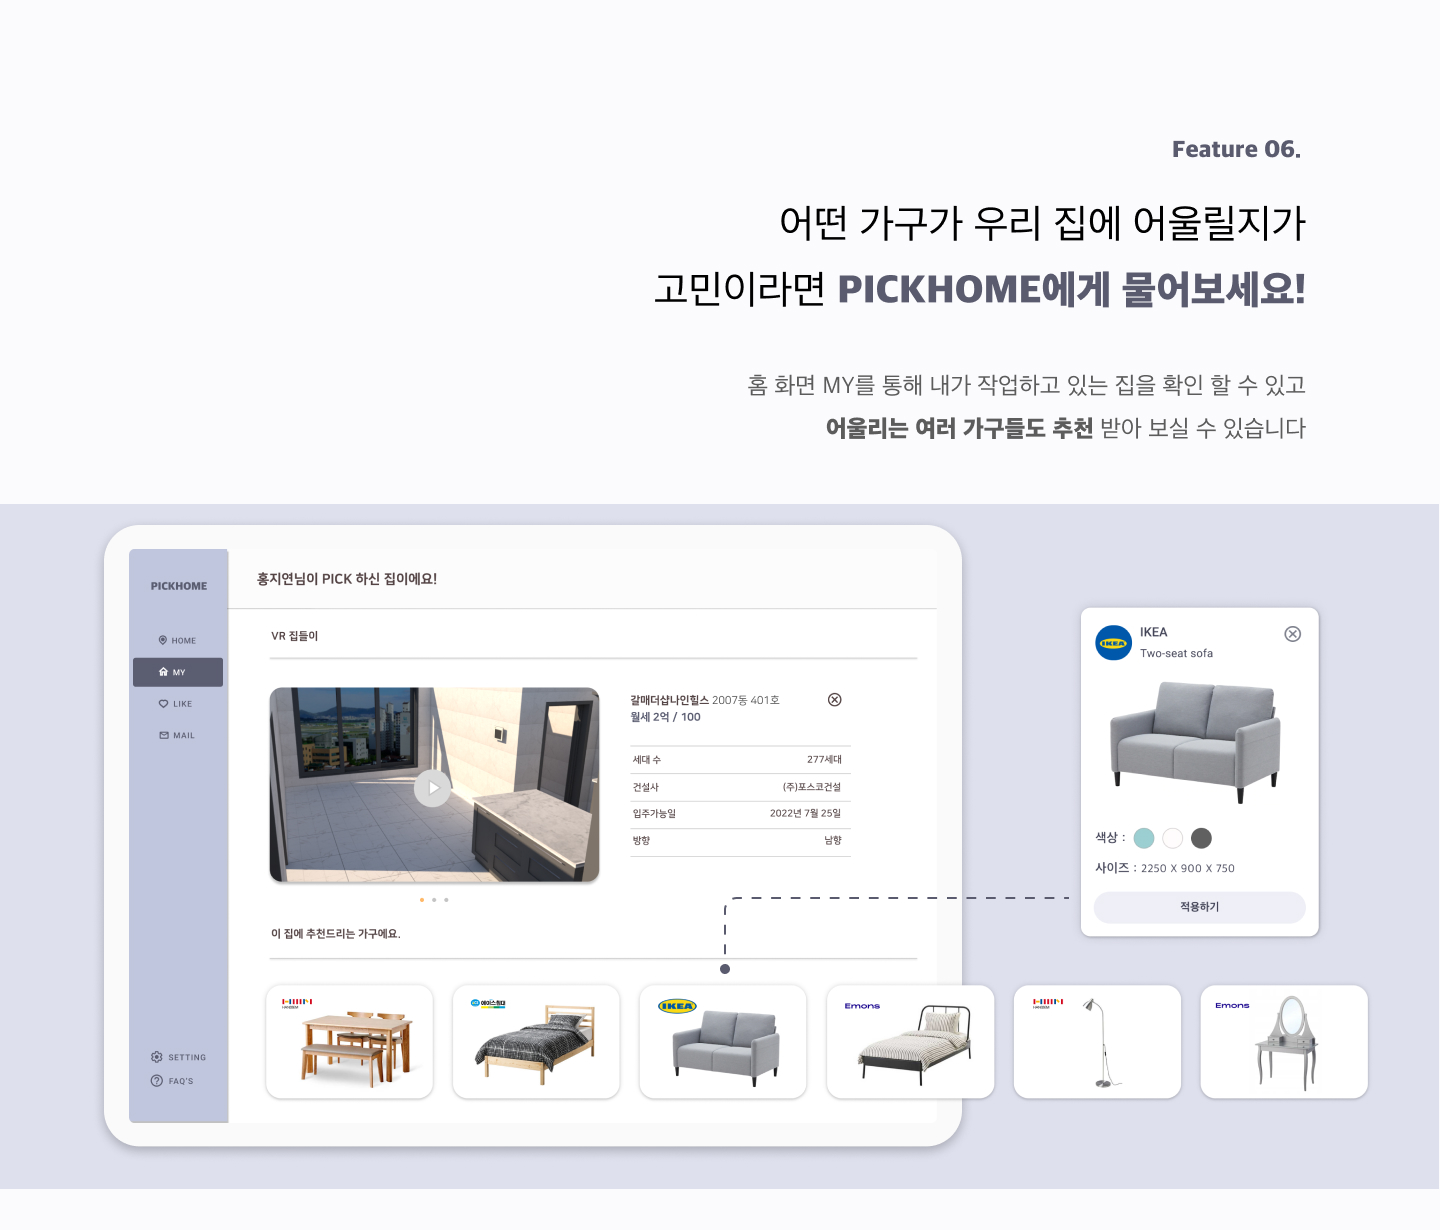 Feature 06.
어떤 가구가 우리 집에 어울릴지가
고민이라면 PICKHOME에게 물어보세요!
홈 화면 MY를 통해 내가 작업하고 있는 집을 확인 할 수 있고
어울리는 여러 가구들도 추천 받아 보실 수 있습니다
PICKHOME
홍지연님이 PICK 하신 집이에요!
HOME
MY
LIKE
MAIL
SETTING
FAQ'S
VR 집들이
갈매더샵나인힐스 2007동 401호
월세 2억 / 100
세대 수 277세대
건설사 (주)포스코건설
입주가능일 2022년 7월 25일
방향 남향
이 집에 추천드리는 가구에요.
IKEA
IKEA
Two-seat sofa
색상 :
사이즈 : 2250 X 900 X 750
적용하기
HANSSEM
에이스침대
IKEA
Emons
HANSSEM
Emons